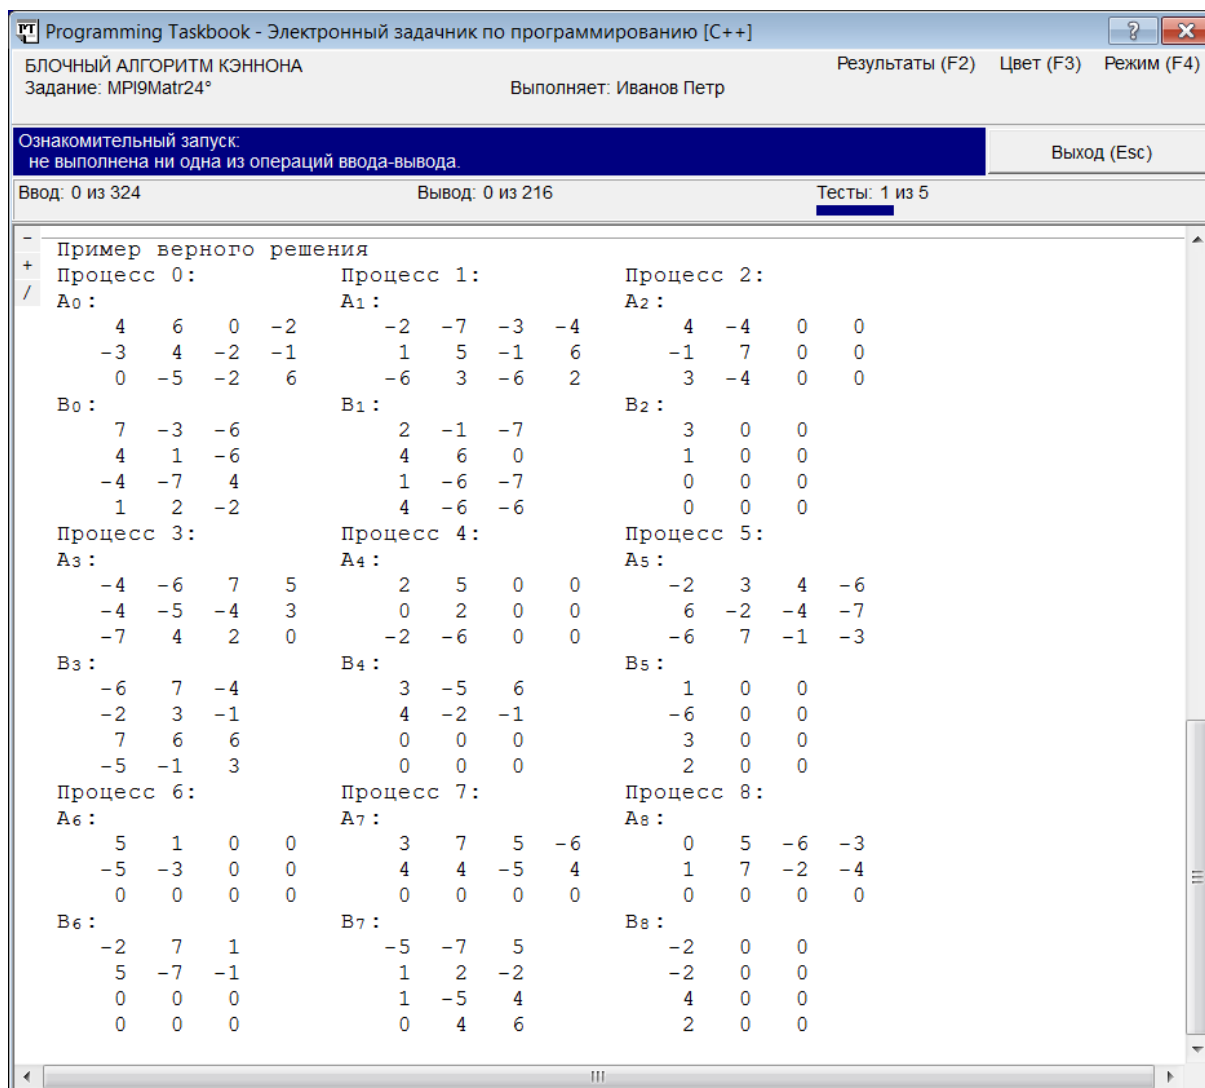 Programming Taskbook - Электронный задачник по программированию [C++]
БЛОЧНЫЙ АЛГОРИТМ КЭННОНА Результаты (F2) Цвет (F3) Режим (F4)
Задание: MPI9Matr24° Выполняет: Иванов Петр
Ознакомительный запуск:
не выполнена ни одна из операций ввода-вывода.
Выход (Esc)
Ввод: 0 из 324 Вывод: 0 из 216 Тесты: 1 из 5
Пример верного решения
Процесс 0: Процесс 1: Процесс 2:
A0: A1: A2:
4 6 0 -2 -2 -7 -3 -4 4 -4 0 0
-3 4 -2 -1 1 5 -1 6 -1 7 0 0
0 -5 -2 6 -6 3 -6 2 3 -4 0 0
B0: B1: B2:
7 -3 -6 2 -1 -7 3 0 0
4 1 -6 4 6 0 1 0 0
-4 -7 4 1 -6 -7 0 0 0
1 2 -2 4 -6 -6 0 0 0
Процесс 3: Процесс 4: Процесс 5:
A3: A4: A5:
-4 -6 7 5 2 5 0 0 -2 3 4 -6
-4 -5 -4 3 0 2 0 0 6 -2 -4 -7
-7 4 2 0 -2 -6 0 0 -6 7 -1 -3
B3: B4: B5:
-6 7 -4 3 -5 6 1 0 0
-2 3 -1 4 -2 -1 -6 0 0
7 6 6 0 0 0 3 0 0
-5 -1 3 0 0 0 2 0 0
Процесс 6: Процесс 7: Процесс 8:
A6: A7: A8:
5 1 0 0 3 7 5 -6 0 5 -6 -3
-5 -3 0 0 4 4 -5 4 1 7 -2 -4
0 0 0 0 0 0 0 0 0 0 0 0
B6: B7: B8:
-2 7 1 -5 -7 5 -2 0 0
5 -7 -1 1 2 -2 -2 0 0
0 0 0 1 -5 4 4 0 0
0 0 0 0 4 6 2 0 0